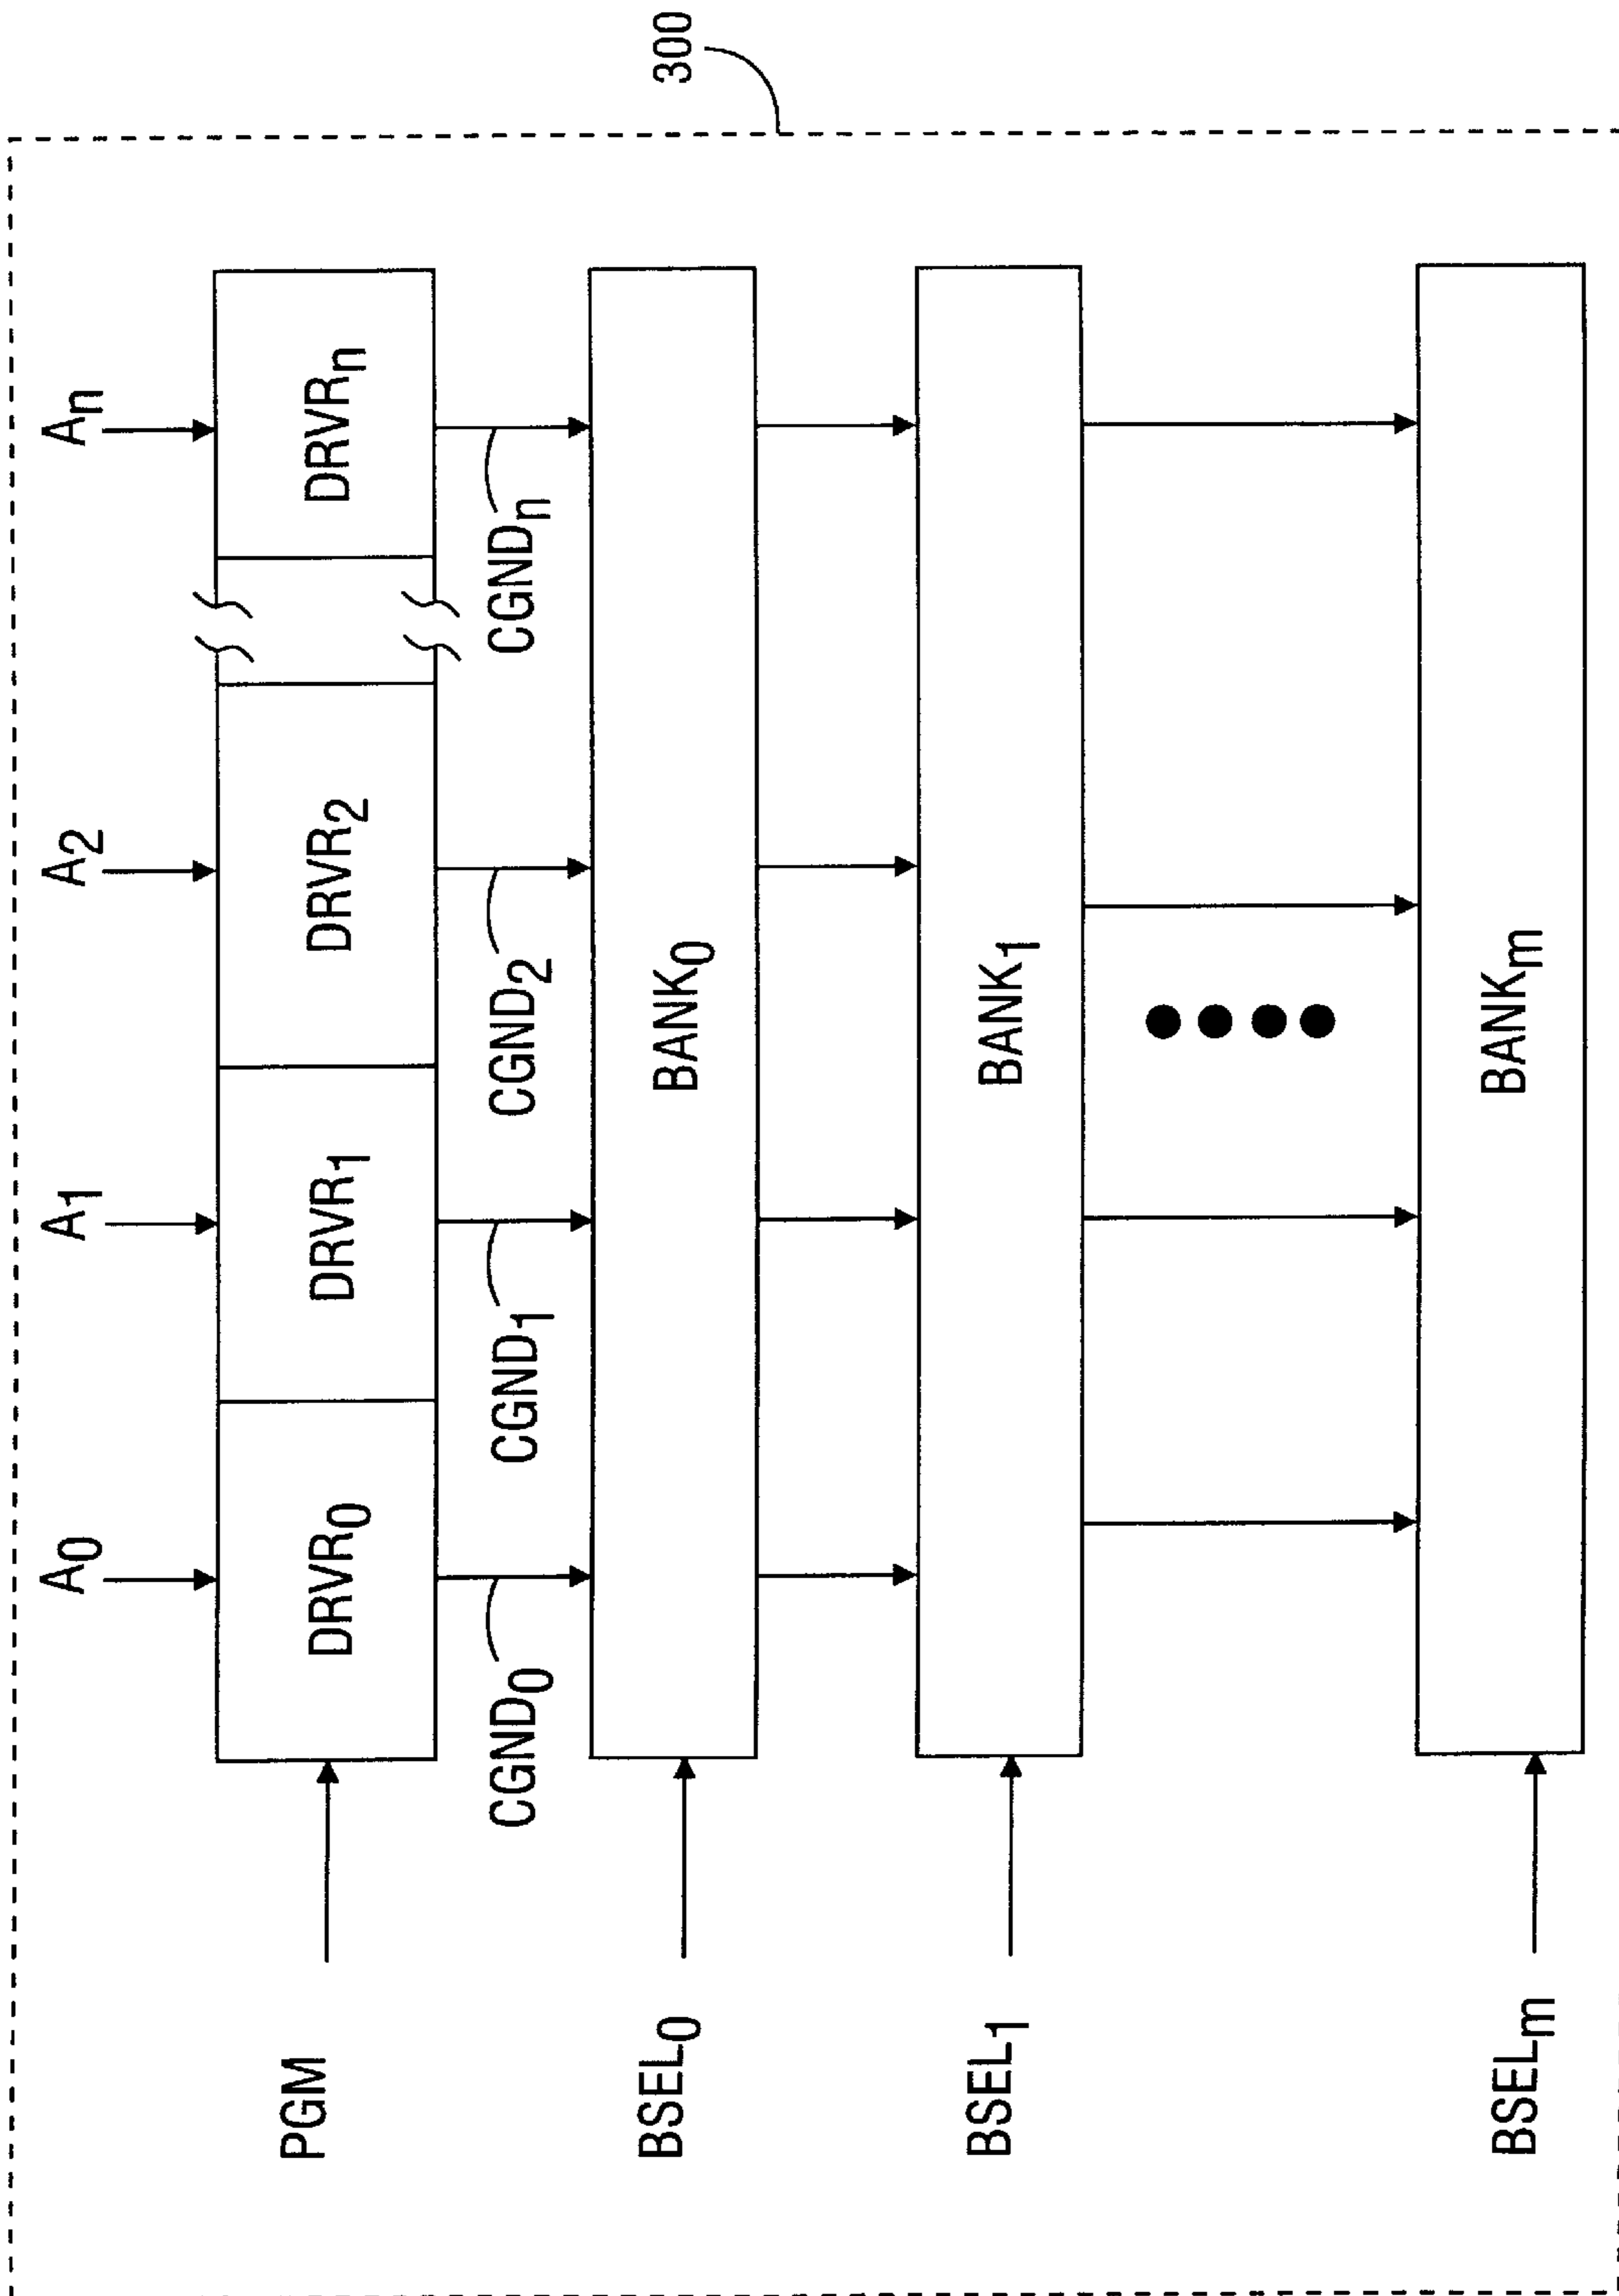 300
A₀ A₁ A₂ Aₙ
PGM DRVR₀ DRVR₁ DRVR₂ DRVRₙ
CGND₀ CGND₁ CGND₂ CGNDₙ
BSEL₀ BANK₀
BSEL₁ BANK₁
BSELₘ BANKₘ